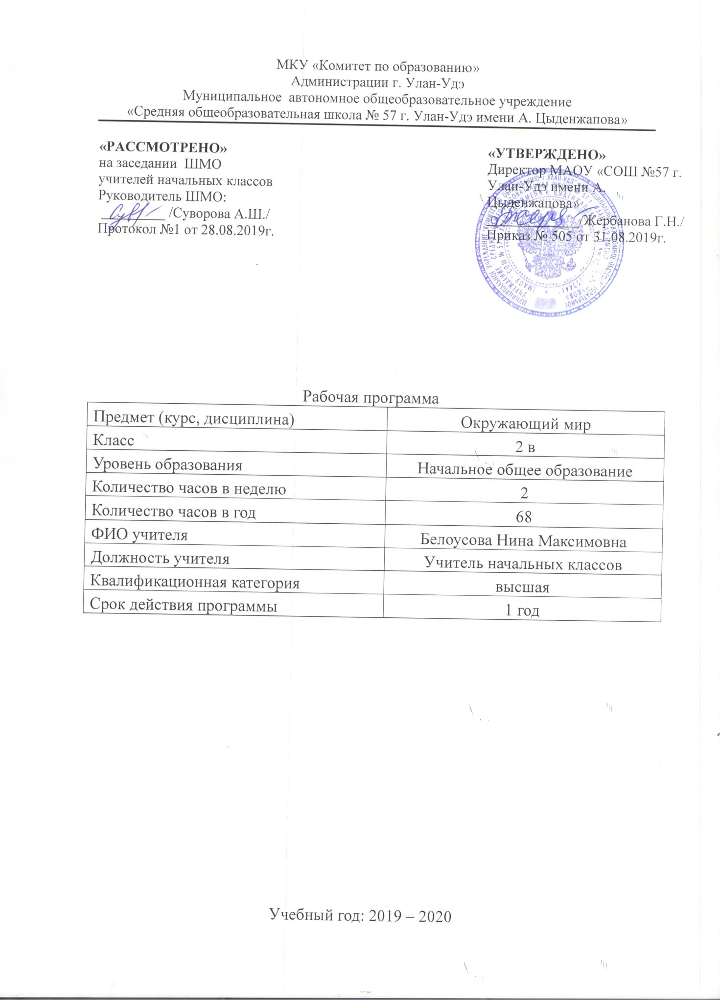 МКУ «Комитет по образованию»
Администрации г. Улан-Удэ
Муниципальное автономное общеобразовательное учреждение
«Средняя общеобразовательная школа № 57 г. Улан-Удэ имени А. Цыденжапова»
«РАССМОТРЕНО»
на заседании ШМО
учителей начальных классов
Руководитель ШМО:
/Суворова А.Ш./
Протокол №1 от 28.08.2019г.
«УТВЕРЖДЕНО»
Директор МАОУ «СОШ №57 г.
Улан-Удэ имени А.
Цыденжапова»
/Жербанова Г.Н./
Приказ № 505 от 31.08.2019г.
Рабочая программа
Предмет (курс, дисциплина) Окружающий мир
Класс 2 в
Уровень образования Начальное общее образование
Количество часов в неделю 2
Количество часов в год 68
ФИО учителя Белоусова Нина Максимовна
Должность учителя Учитель начальных классов
Квалификационная категория высшая
Срок действия программы 1 год
Учебный год: 2019 – 2020